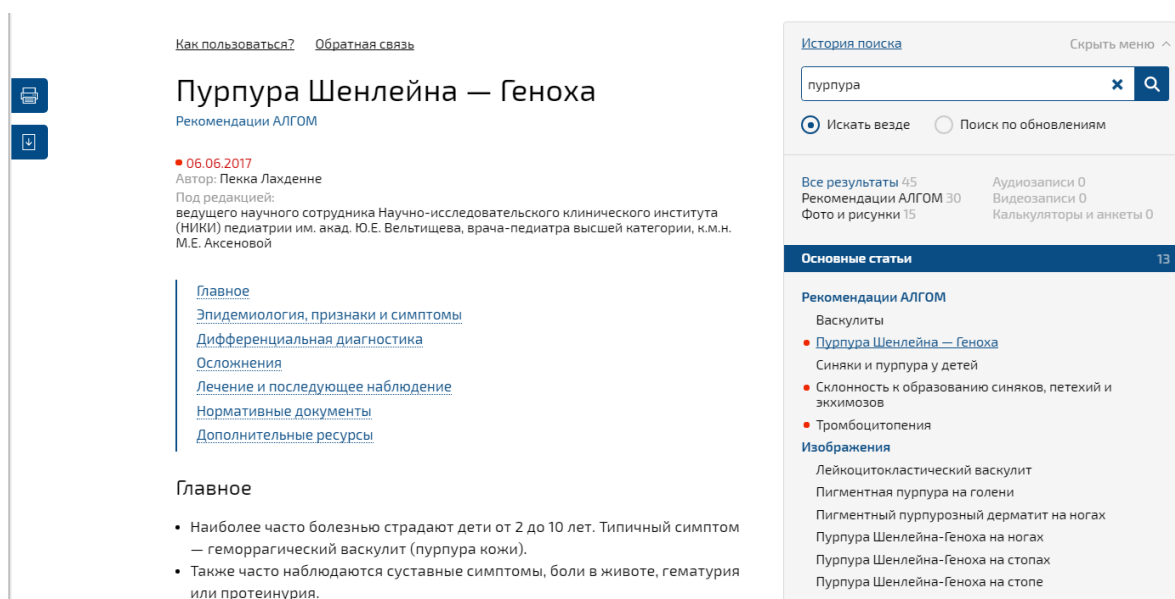 Как пользоваться? Обратная связь
Пурпура Шенлейна — Геноха
Рекомендации АЛГОМ
06.06.2017
Автор: Пекка Лахденне
Под редакцией:
ведущего научного сотрудника Научно-исследовательского клинического института
(НИКИ) педиатрии им. акад. Ю.Е. Вельтищева, врача-педиатра высшей категории, к.м.н.
М.Е. Аксеновой
Главное
Эпидемиология, признаки и симптомы
Дифференциальная диагностика
Осложнения
Лечение и последующее наблюдение
Нормативные документы
Дополнительные ресурсы
Главное
• Наиболее часто болезнью страдают дети от 2 до 10 лет. Типичный симптом
— геморрагический васкулит (пурпура кожи).
• Также часто наблюдаются суставные симптомы, боли в животе, гематурия
или протеинурия.
История поиска Скрыть меню
пурпура
Искать везде Поиск по обновлениям
Все результаты 45 Аудиозаписи 0
Рекомендации АЛГОМ 30 Видеозаписи 0
Фото и рисунки 15 Калькуляторы и анкеты 0
Основные статьи 13
Рекомендации АЛГОМ
Васкулиты
Пурпура Шенлейна — Геноха
Синяки и пурпура у детей
Склонность к образованию синяков, петехий и
экхимозов
Тромбоцитопения
Изображения
Лейкоцитокластический васкулит
Пигментная пурпура на голени
Пигментный пурпурозный дерматит на ногах
Пурпура Шенлейна-Геноха на ногах
Пурпура Шенлейна-Геноха на стопах
Пурпура Шенлейна-Геноха на стопе